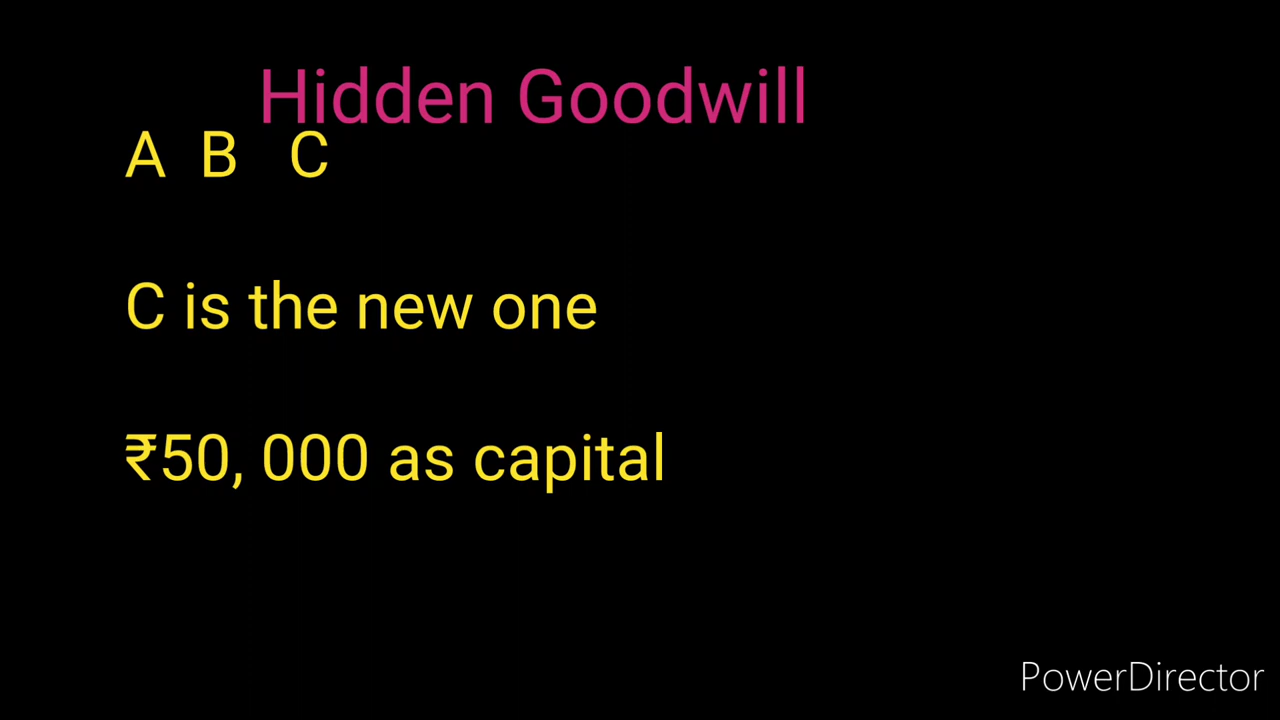 Hidden Goodwill
A B C
C is the new one
₹50, 000 as capital
PowerDirector